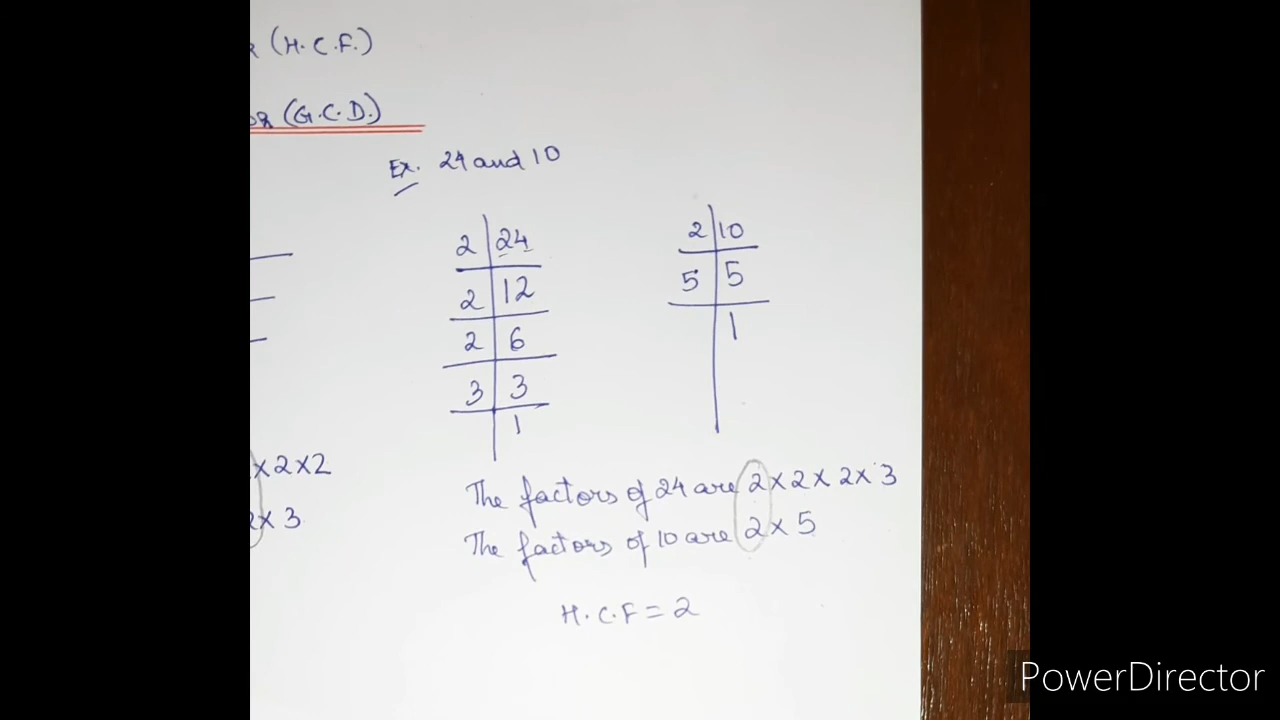 (H.C.F.)
(G.C.D.)
Ex. 24 and 10
2 | 24
2 | 12
2 | 6
3 | 3
1
2 | 10
5 | 5
1
×2×2
× 3
The factors of 24 are 2×2×2×3
The factors of 10 are 2×5
H.C.F = 2
PowerDirector